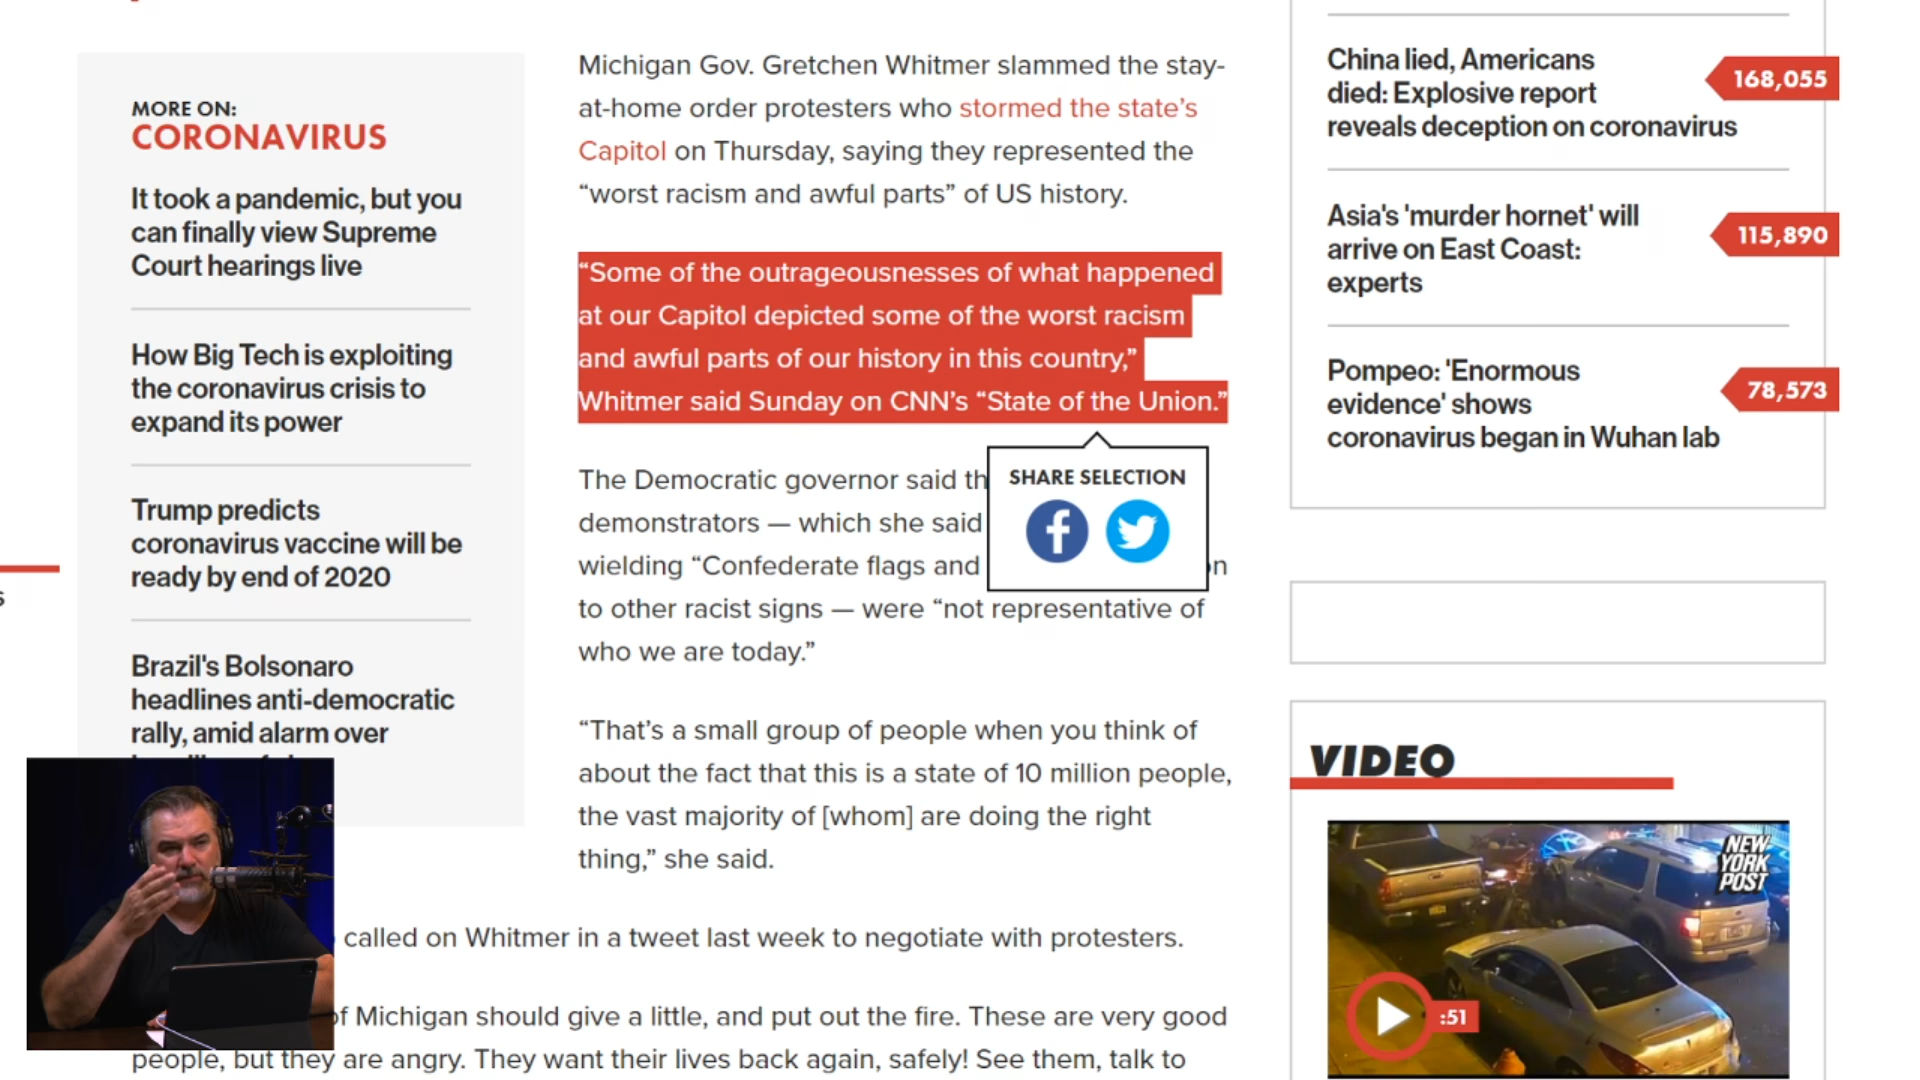 MORE ON:
CORONAVIRUS
It took a pandemic, but you
can finally view Supreme
Court hearings live
How Big Tech is exploiting
the coronavirus crisis to
expand its power
Trump predicts
coronavirus vaccine will be
ready by end of 2020
Brazil's Bolsonaro
headlines anti-democratic
rally, amid alarm over
Michigan Gov. Gretchen Whitmer slammed the stay-
at-home order protesters who stormed the state’s
Capitol on Thursday, saying they represented the
“worst racism and awful parts” of US history.
“Some of the outrageousnesses of what happened
at our Capitol depicted some of the worst racism
and awful parts of our history in this country,”
Whitmer said Sunday on CNN’s “State of the Union.”
SHARE SELECTION
The Democratic governor said th
demonstrators — which she said
wielding “Confederate flags and
to other racist signs — were “not representative of
who we are today.”
“That’s a small group of people when you think of
about the fact that this is a state of 10 million people,
the vast majority of [whom] are doing the right
thing,” she said.
called on Whitmer in a tweet last week to negotiate with protesters.
of Michigan should give a little, and put out the fire. These are very good
people, but they are angry. They want their lives back again, safely! See them, talk to
China lied, Americans
died: Explosive report
reveals deception on coronavirus
168,055
Asia's 'murder hornet' will
arrive on East Coast:
experts
115,890
Pompeo: 'Enormous
evidence' shows
coronavirus began in Wuhan lab
78,573
VIDEO
NEW
YORK
POST
:51